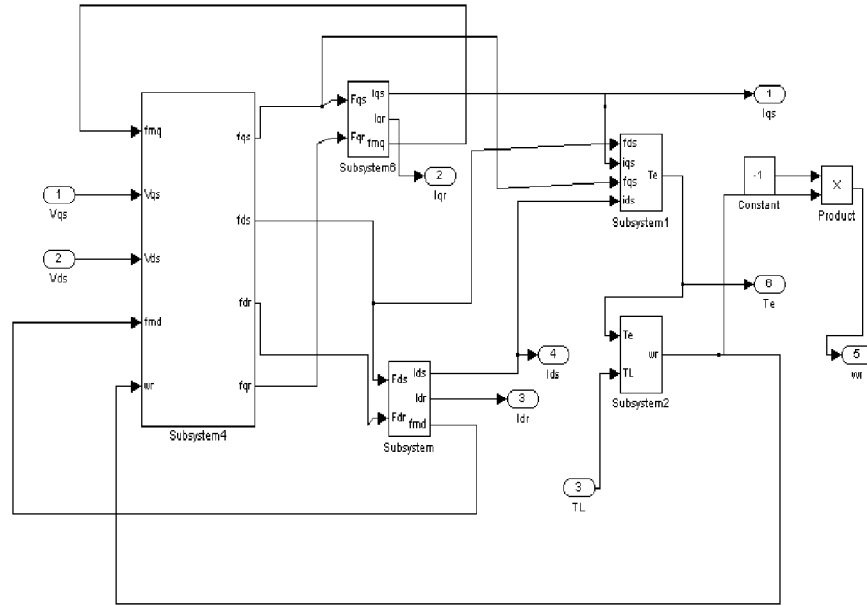 fmq
Vqs
Vds
fmd
wr
fqs
fds
fdr
fqr
Subsystem4
1
Vqs
2
Vds
Fqs
Fqr
Iqs
Iqr
fmq
Subsystem6
2
Iqr
Fds
Fdr
Ids
Idr
fmd
Subsystem
4
Ids
3
Idr
1
Iqs
fds
iqs
fqs
ids
Te
Subsystem1
-1
Constant
X
Product
6
Te
Te
TL
wr
Subsystem2
5
wr
3
TL